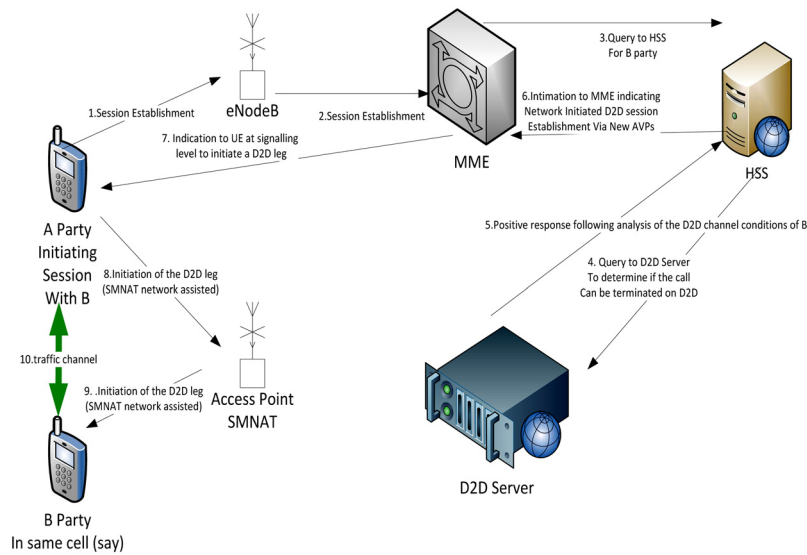 3.Query to HSS
For B party
1.Session Establishment
eNodeB
2.Session Establishment
6.Intimation to MME indicating
Network Initiated D2D session
Establishment Via New AVPs
7. Indication to UE at signalling
level to initiate a D2D leg
MME
HSS
A Party
Initiating
Session
With B
5.Positive response following analysis of the D2D channel conditions of B
4. Query to D2D Server
To determine if the call
Can be terminated on D2D
8.Initiation of the D2D leg
(SMNAT network assisted)
10.traffic channel
9. .Initiation of the D2D leg
(SMNAT network assisted)
Access Point
SMNAT
D2D Server
B Party
In same cell (say)